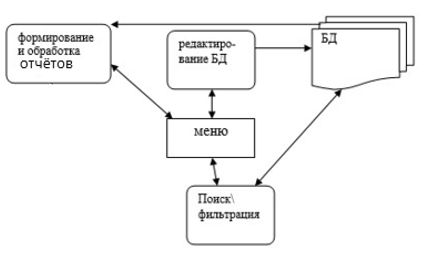 формирование
и обработка
отчётов
редактиро-
вание БД
БД
меню
Поиск\
фильтрация